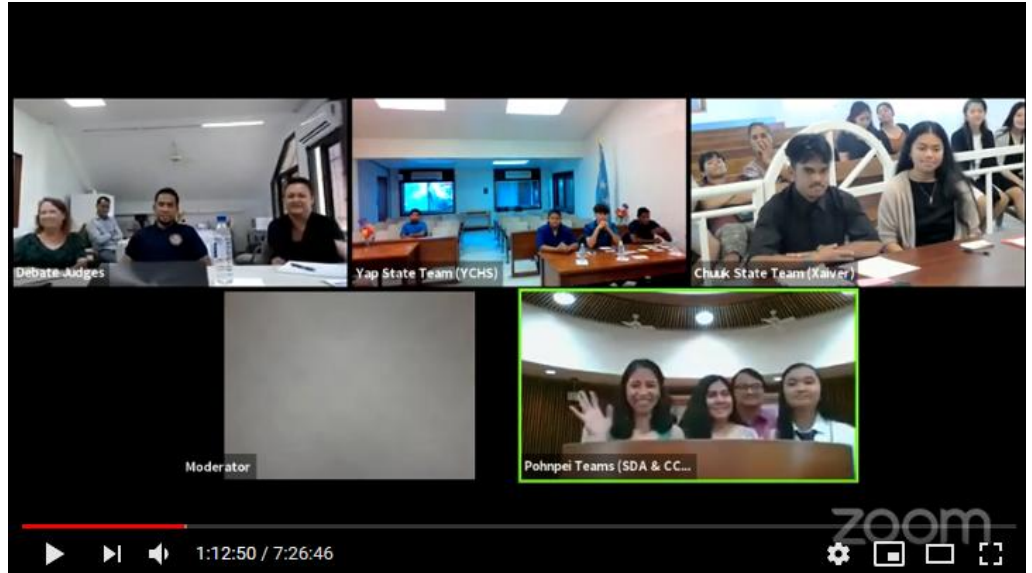 Debate Judges
Yap State Team (YCHS)
Chuuk State Team (Xaiver)
Moderator
Pohnpei Teams (SDA & CC...
zoom
1:12:50 / 7:26:46